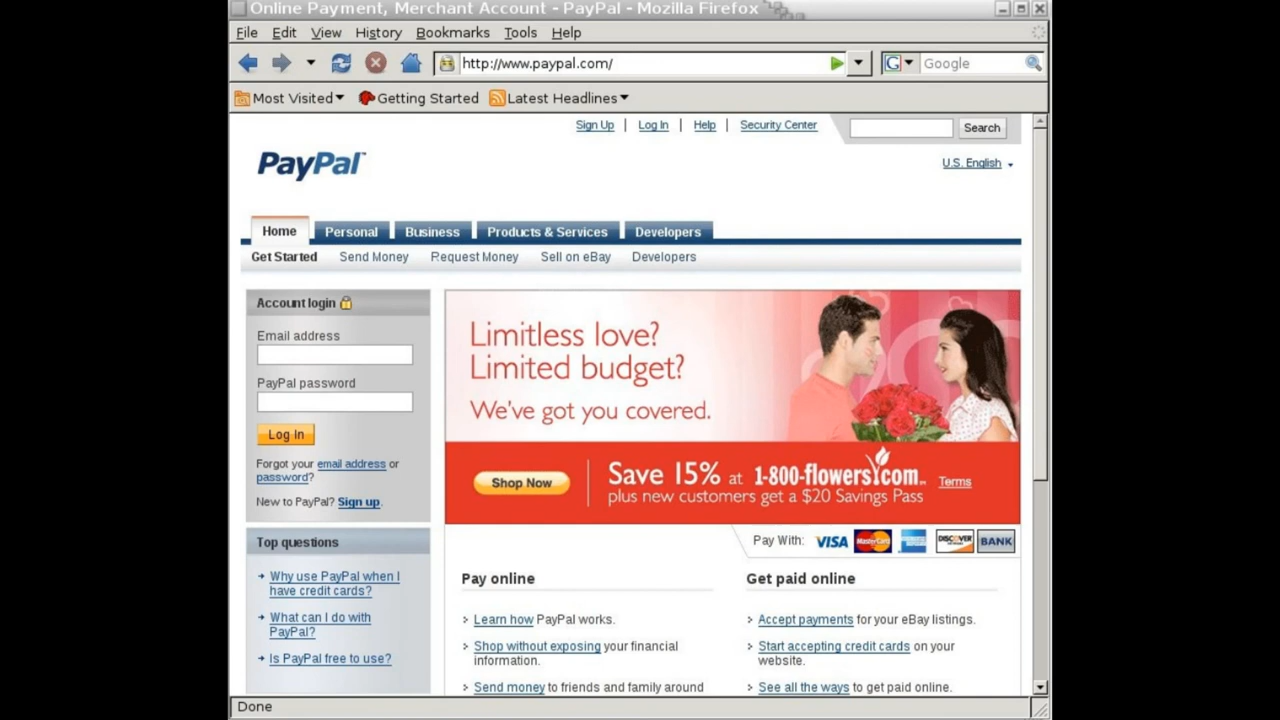 Online Payment, Merchant Account - PayPal - Mozilla Firefox
File Edit View History Bookmarks Tools Help
http://www.paypal.com/
G Google
Most Visited Getting Started Latest Headlines
Sign Up | Log In | Help | Security Center
Search
PayPal
U.S. English
Home Personal Business Products & Services Developers
Get Started Send Money Request Money Sell on eBay Developers
Account login
Email address
PayPal password
Log In
Forgot your email address or
password?
New to PayPal? Sign up.
Top questions
Why use PayPal when I
have credit cards?
What can I do with
PayPal?
Is PayPal free to use?
Limitless love?
Limited budget?
We've got you covered.
Shop Now
Save 15% at 1-800-flowers.com
plus new customers get a $20 Savings Pass
Terms
Pay With: VISA MasterCard DISCOVER BANK
Pay online
Learn how PayPal works.
Shop without exposing your financial
information.
Send money to friends and family around
Get paid online
Accept payments for your eBay listings.
Start accepting credit cards on your
website.
See all the ways to get paid online.
Done